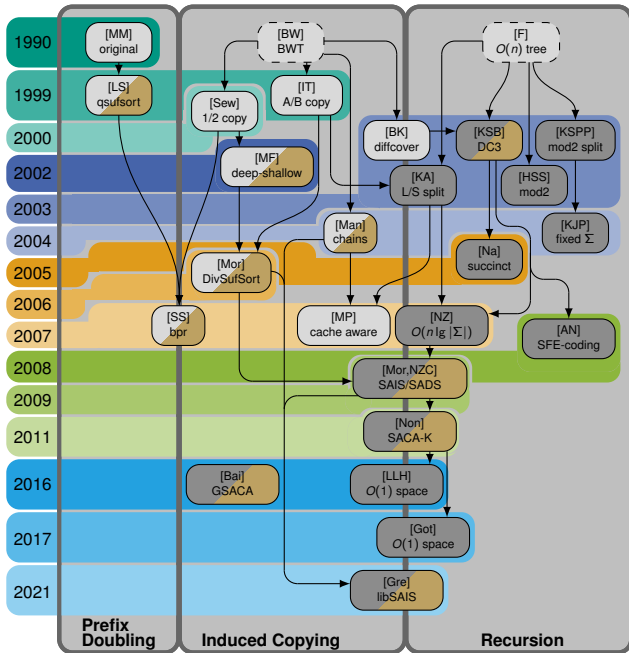 1990
[MM]
original
[BW]
BWT
[F]
O(n) tree
1999
[LS]
qsufsort
[Sew]
1/2 copy
[IT]
A/B copy
2000
[BK]
diffcover
[KSB]
DC3
[KSPP]
mod2 split
2002
[MF]
deep-shallow
[KA]
L/S split
[HSS]
mod2
2003
2004
[Man]
chains
[KJP]
fixed Σ
2005
[Mor]
DivSufSort
[Na]
succinct
2006
2007
[SS]
bpr
[MP]
cache aware
[NZ]
O(n lg |Σ|)
[AN]
SFE-coding
2008
[Mor,NZC]
SAIS/SADS
2009
2011
[Non]
SACA-K
2016
[Bai]
GSACA
[LLH]
O(1) space
2017
[Got]
O(1) space
2021
[Gre]
libSAIS
Prefix
Doubling
Induced Copying
Recursion